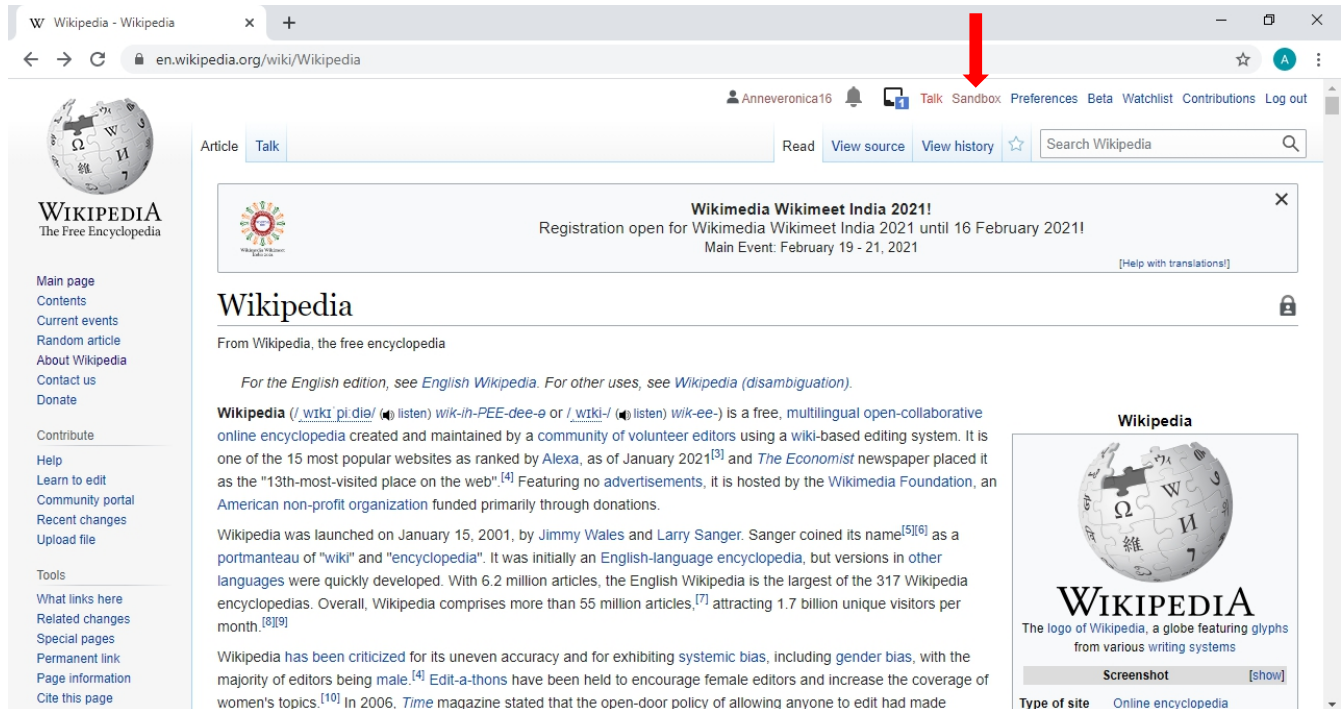 Wikipedia - Wikipedia
en.wikipedia.org/wiki/Wikipedia
A
Anneveronica16 1 Talk Sandbox Preferences Beta Watchlist Contributions Log out
Article Talk Read View source View history Search Wikipedia
WIKIPEDIA
The Free Encyclopedia
Main page
Contents
Current events
Random article
About Wikipedia
Contact us
Donate
Contribute
Help
Learn to edit
Community portal
Recent changes
Upload file
Tools
What links here
Related changes
Special pages
Permanent link
Page information
Cite this page
Wikimedia Wikimeet India 2021!
Registration open for Wikimedia Wikimeet India 2021 until 16 February 2021!
Main Event: February 19 - 21, 2021
[Help with translations!]
Wikipedia
From Wikipedia, the free encyclopedia
For the English edition, see English Wikipedia. For other uses, see Wikipedia (disambiguation).
Wikipedia (/ˌwɪkɪˈpiːdiə/ (listen) wik-ih-PEE-dee-ə or /ˌwɪki-/ (listen) wik-ee-) is a free, multilingual open-collaborative
online encyclopedia created and maintained by a community of volunteer editors using a wiki-based editing system. It is
one of the 15 most popular websites as ranked by Alexa, as of January 2021[3] and The Economist newspaper placed it
as the "13th-most-visited place on the web".[4] Featuring no advertisements, it is hosted by the Wikimedia Foundation, an
American non-profit organization funded primarily through donations.
Wikipedia was launched on January 15, 2001, by Jimmy Wales and Larry Sanger. Sanger coined its name[5][6] as a
portmanteau of "wiki" and "encyclopedia". It was initially an English-language encyclopedia, but versions in other
languages were quickly developed. With 6.2 million articles, the English Wikipedia is the largest of the 317 Wikipedia
encyclopedias. Overall, Wikipedia comprises more than 55 million articles,[7] attracting 1.7 billion unique visitors per
month.[8][9]
Wikipedia has been criticized for its uneven accuracy and for exhibiting systemic bias, including gender bias, with the
majority of editors being male.[4] Edit-a-thons have been held to encourage female editors and increase the coverage of
women's topics.[10] In 2006, Time magazine stated that the open-door policy of allowing anyone to edit had made
Wikipedia
WIKIPEDIA
The logo of Wikipedia, a globe featuring glyphs
from various writing systems
Screenshot [show]
Type of site Online encyclopedia